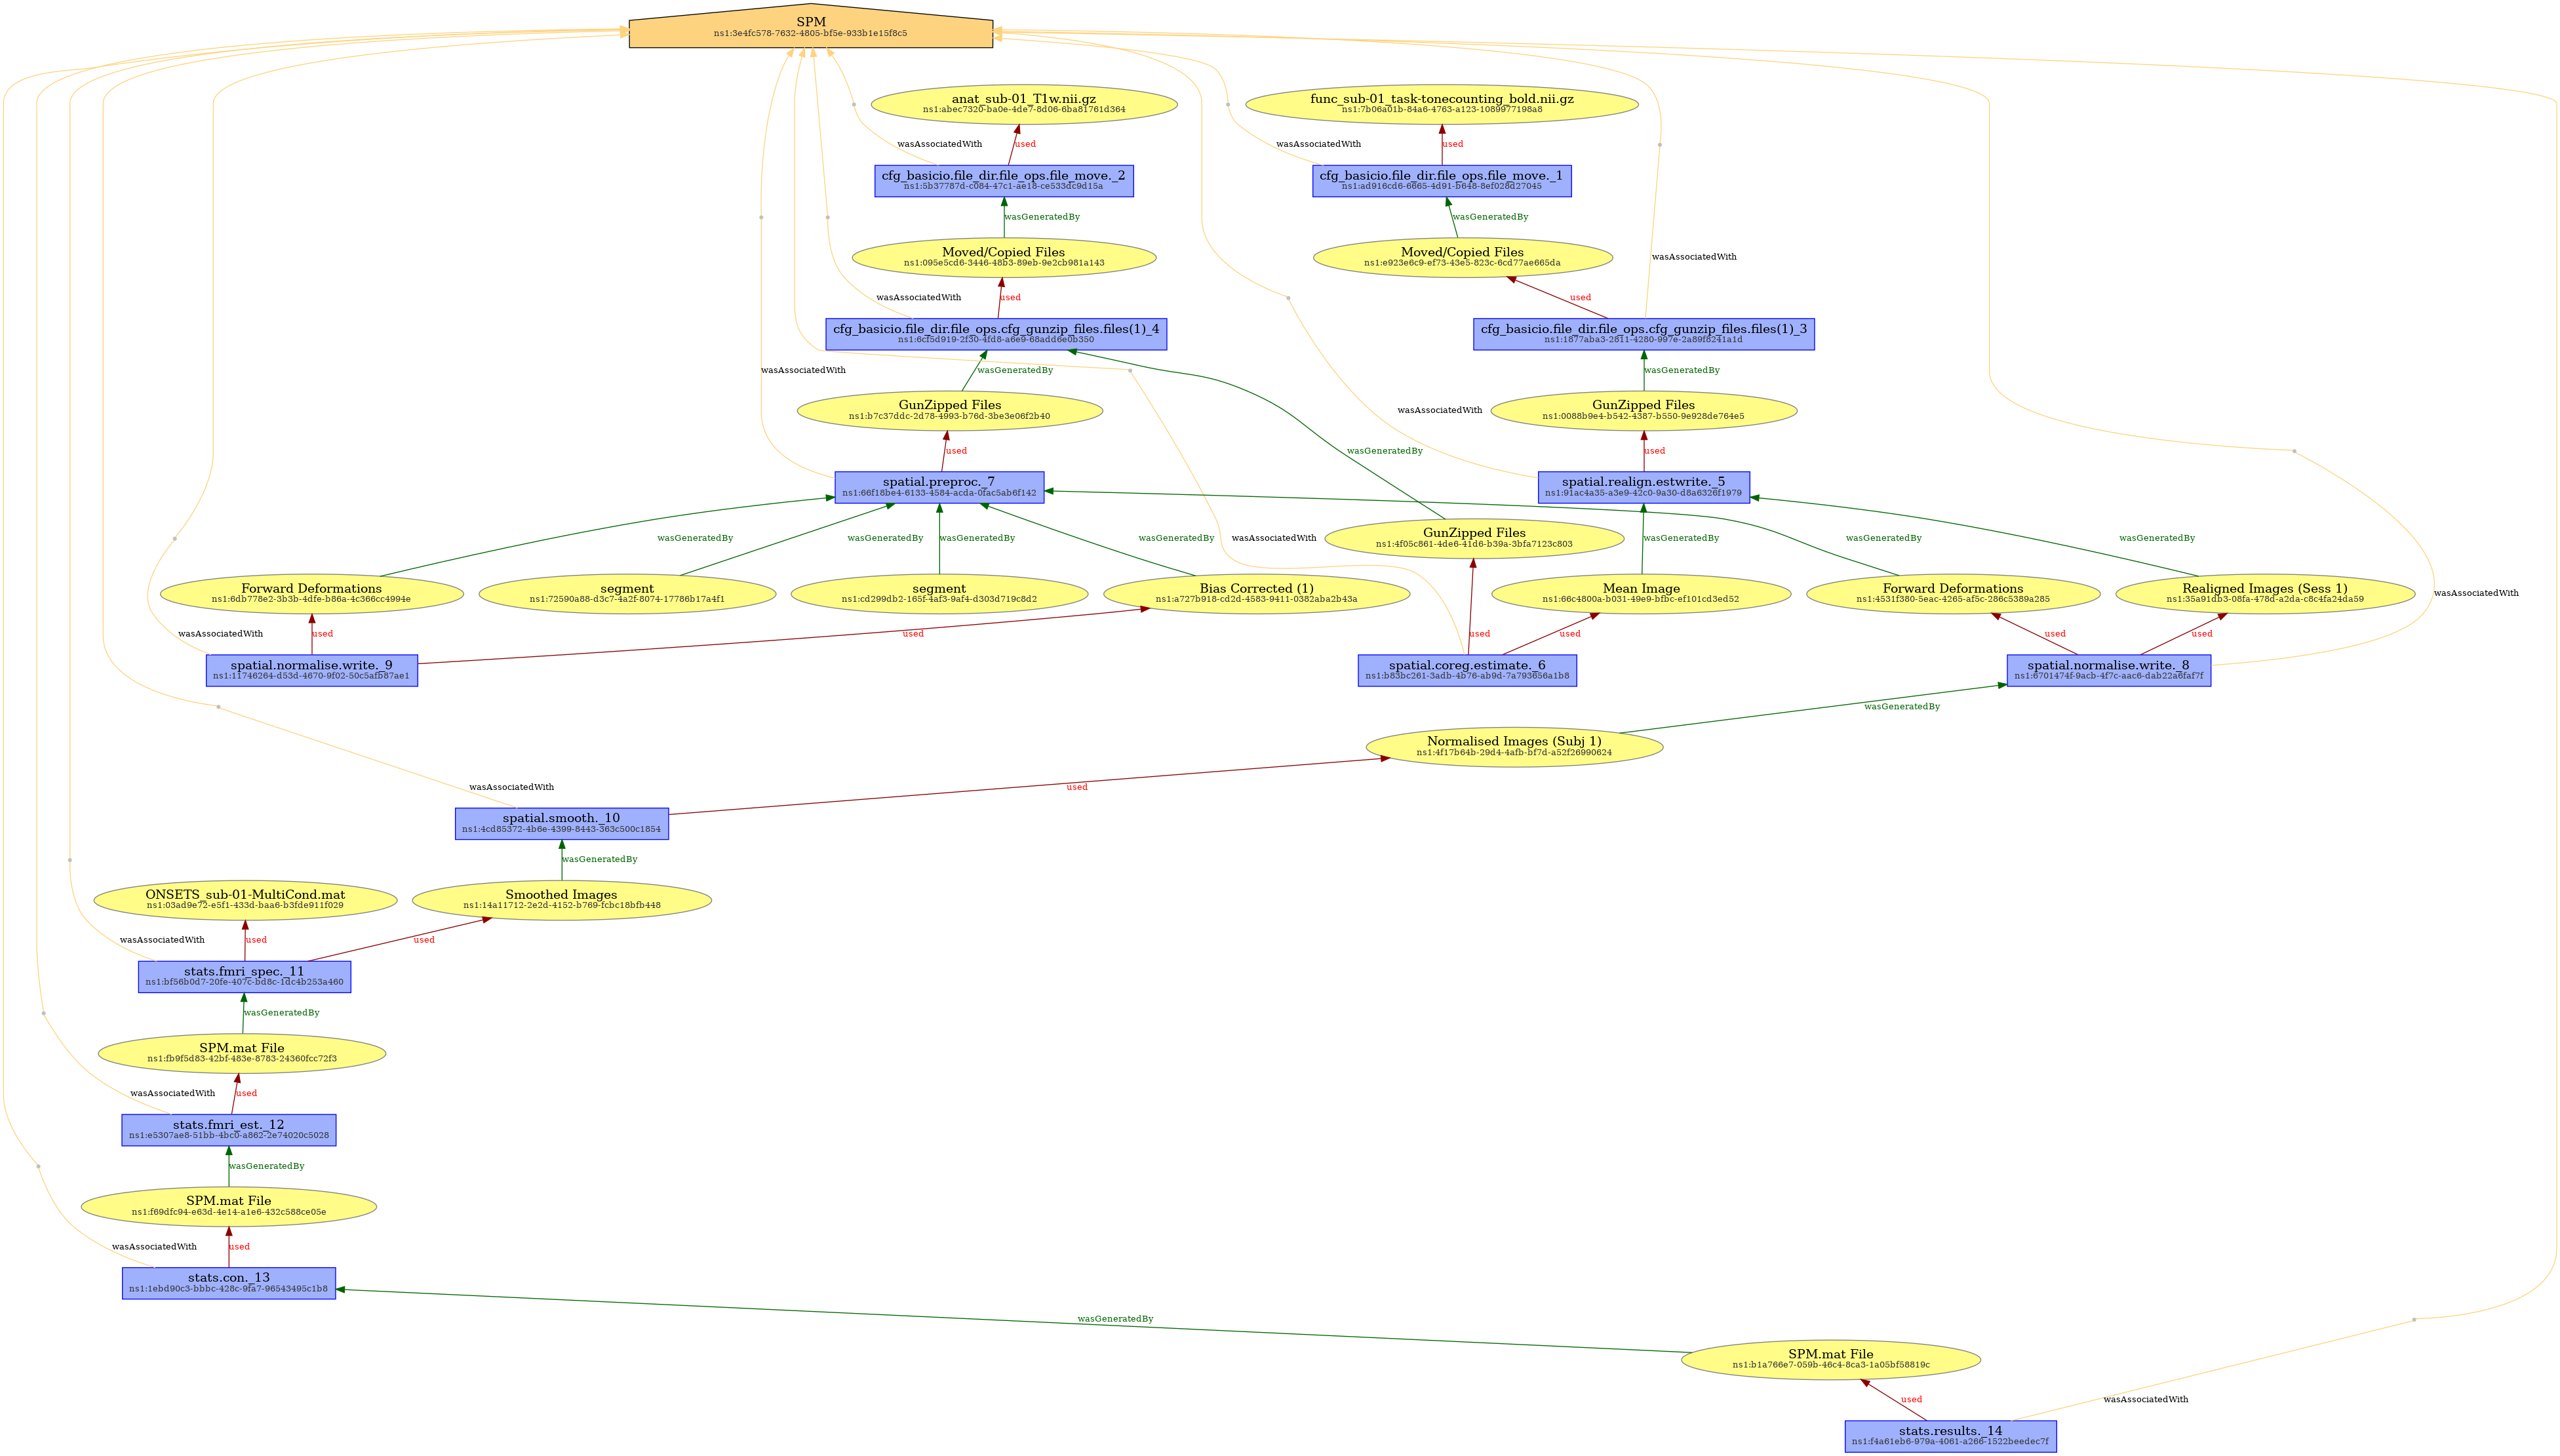 SPM
ns1:3e4fc578-7632-4805-bf5e-933b1e15f8c5
anat_sub-01_T1w.nii.gz
ns1:abec7320-ba0e-4de7-8d06-6ba81761d364
func_sub-01_task-tonecounting_bold.nii.gz
ns1:7b06a01b-84a6-4763-a123-1089977198a8
wasAssociatedWith
used
wasAssociatedWith
used
cfg_basicio.file_dir.file_ops.file_move._2
ns1:5b37787d-c084-47c1-ae18-ce533dc9d15a
cfg_basicio.file_dir.file_ops.file_move._1
ns1:ad916cd6-6665-4d91-b648-8ef028d27045
wasGeneratedBy
wasGeneratedBy
Moved/Copied Files
ns1:095e5cd6-3446-48b3-89eb-9e2cb981a143
Moved/Copied Files
ns1:e923e6c9-ef73-43e5-823c-6cd77ae665da
wasAssociatedWith
wasAssociatedWith
used
used
cfg_basicio.file_dir.file_ops.cfg_gunzip_files.files(1)_4
ns1:6cf5d919-2f30-4fd8-a6e9-68add6e0b350
cfg_basicio.file_dir.file_ops.cfg_gunzip_files.files(1)_3
ns1:1877aba3-2811-4280-997e-2a89f8241a1d
wasAssociatedWith
wasGeneratedBy
wasGeneratedBy
GunZipped Files
ns1:b7c37ddc-2d78-4993-b76d-3be3e06f2b40
wasAssociatedWith
GunZipped Files
ns1:0088b9e4-b542-4387-b550-9e928de764e5
used
wasGeneratedBy
used
spatial.preproc._7
ns1:66f18be4-6133-4584-acda-0fac5ab6f142
spatial.realign.estwrite._5
ns1:91ac4a35-a3e9-42c0-9a30-d8a6326f1979
wasGeneratedBy
wasGeneratedBy
wasGeneratedBy
wasGeneratedBy
wasAssociatedWith
GunZipped Files
ns1:4f05c861-4de6-41d6-b39a-3bfa7123c803
wasGeneratedBy
wasGeneratedBy
wasGeneratedBy
Forward Deformations
ns1:6db778e2-3b3b-4dfe-b86a-4c366cc4994e
segment
ns1:72590a88-d3c7-4a2f-8074-17786b17a4f1
segment
ns1:cd299db2-165f-4af3-9af4-d303d719c8d2
Bias Corrected (1)
ns1:a727b918-cd2d-4583-9411-0382aba2b43a
Mean Image
ns1:66c4800a-b031-49e9-bfbc-ef101cd3ed52
Forward Deformations
ns1:4531f380-5eac-4265-af5c-286c5389a285
Realigned Images (Sess 1)
ns1:35a91db3-08fa-478d-a2da-c8c4fa24da59
wasAssociatedWith
wasAssociatedWith
used
used
used
used
used
used
spatial.normalise.write._9
ns1:11746264-d53d-4670-9f02-50c5afb87ae1
spatial.coreg.estimate._6
ns1:b83bc261-3adb-4b76-ab9d-7a793656a1b8
spatial.normalise.write._8
ns1:6701474f-9acb-4f7c-aac6-dab22a6faf7f
wasGeneratedBy
Normalised Images (Subj 1)
ns1:4f17b64b-29d4-4afb-bf7d-a52f26990624
wasAssociatedWith
used
spatial.smooth._10
ns1:4cd85372-4b6e-4399-8443-363c500c1854
wasGeneratedBy
ONSETS_sub-01-MultiCond.mat
ns1:03ad9e72-e5f1-433d-baa6-b3fde911f029
Smoothed Images
ns1:14a11712-2e2d-4152-b769-fcbc18bfb448
wasAssociatedWith
used
used
stats.fmri_spec._11
ns1:bf56b0d7-20fe-407c-bd8c-1dc4b253a460
wasGeneratedBy
SPM.mat File
ns1:fb9f5d83-42bf-483e-8783-24360fcc72f3
wasAssociatedWith
used
stats.fmri_est._12
ns1:e5307ae8-51bb-4bc0-a862-2e74020c5028
wasGeneratedBy
SPM.mat File
ns1:f69dfc94-e63d-4e14-a1e6-432c588ce05e
wasAssociatedWith
used
stats.con._13
ns1:1ebd90c3-bbbc-428c-9fa7-96543495c1b8
wasGeneratedBy
SPM.mat File
ns1:b1a766e7-059b-46c4-8ca3-1a05bf58819c
used
wasAssociatedWith
stats.results._14
ns1:f4a61eb6-979a-4061-a266-1522beedec7f